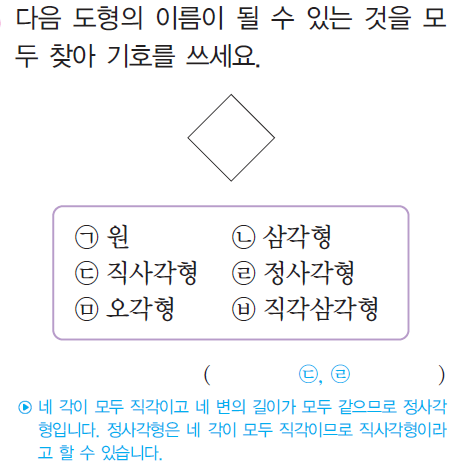 다음 도형의 이름이 될 수 있는 것을 모
두 찾아 기호를 쓰세요.
㉠ 원 ㉡ 삼각형
㉢ 직사각형 ㉣ 정사각형
㉤ 오각형 ㉥ 직각삼각형
( ㉢, ㉣ )
▶ 네 각이 모두 직각이고 네 변의 길이가 모두 같으므로 정사각
형입니다. 정사각형은 네 각이 모두 직각이므로 직사각형이라
고 할 수 있습니다.